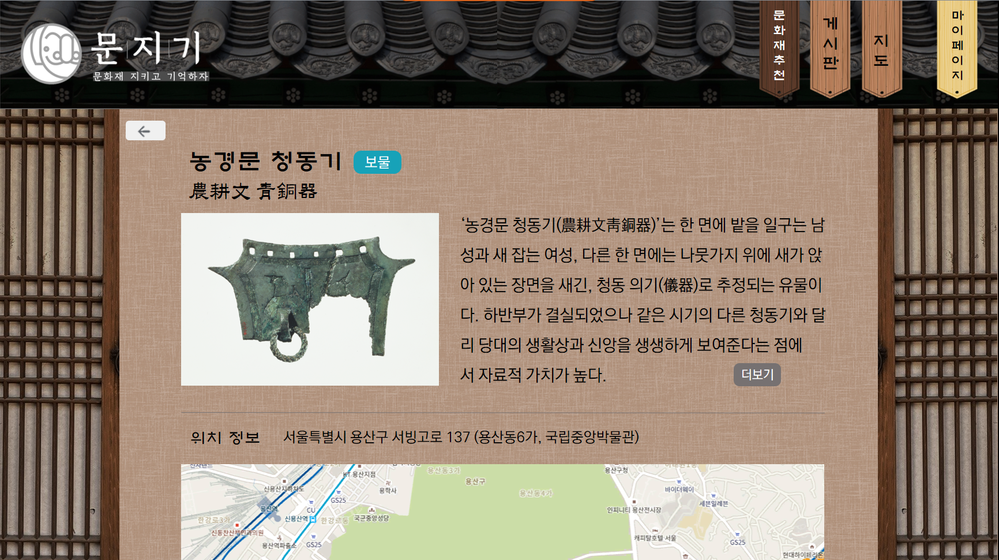 문지기
문화재 지키고 기억하자
문화재추천
게시판
지도
마이페이지
농경문 청동기 보물
農耕文 青銅器
‘농경문 청동기(農耕文靑銅器)’는 한 면에 밭을 일구는 남
성과 새 잡는 여성, 다른 한 면에는 나뭇가지 위에 새가 앉
아 있는 장면을 새긴, 청동 의기(儀器)로 추정되는 유물이
다. 하반부가 결실되었으나 같은 시기의 다른 청동기와 달
리 당대의 생활상과 신앙을 생생하게 보여준다는 점에
서 자료적 가치가 높다.
더보기
위치 정보 서울특별시 용산구 서빙고로 137 (용산동6가, 국립중앙박물관)
용산동3가
용산구청
KT 용산지점
용산구
신용산지하차도
용학사
바이더웨이
용산동4가
GS25
세븐일레븐
용산역
CU
인피니티 용산전시장
한강로3가
신용산역
한강로동
국군중앙성당
신동찬산부인과의원
용산역파출소
GS25
캐피탈호텔 서울
GS25
현대하이페리온